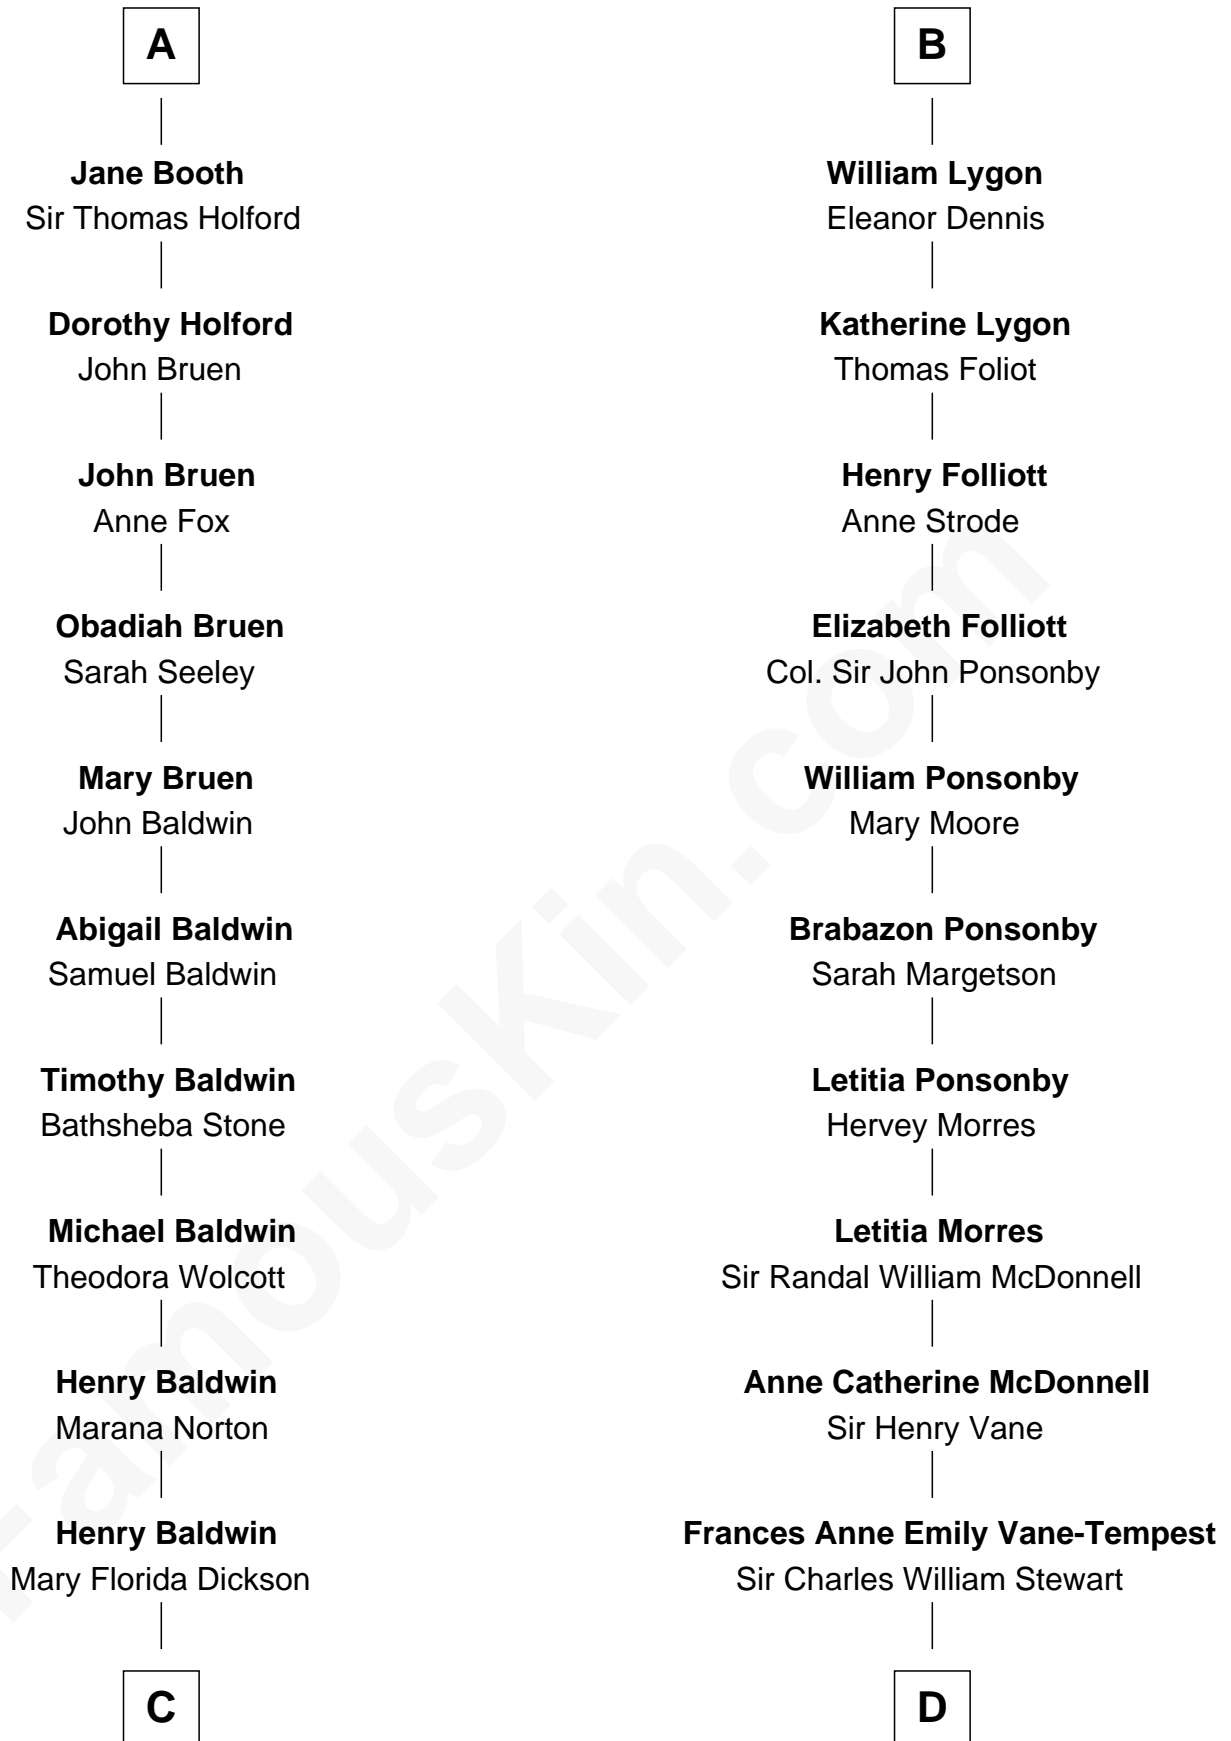 A
Jane Booth
Sir Thomas Holford
Dorothy Holford
John Bruen
John Bruen
Anne Fox
Obadiah Bruen
Sarah Seeley
Mary Bruen
John Baldwin
Abigail Baldwin
Samuel Baldwin
Timothy Baldwin
Bathsheba Stone
Michael Baldwin
Theodora Wolcott
Henry Baldwin
Marana Norton
Henry Baldwin
Mary Florida Dickson
C
B
William Lygon
Eleanor Dennis
Katherine Lygon
Thomas Foliot
Henry Folliott
Anne Strode
Elizabeth Folliott
Col. Sir John Ponsonby
William Ponsonby
Mary Moore
Brabazon Ponsonby
Sarah Margetson
Letitia Ponsonby
Hervey Morres
Letitia Morres
Sir Randal William McDonnell
Anne Catherine McDonnell
Sir Henry Vane
Frances Anne Emily Vane-Tempest
Sir Charles William Stewart
D
FamousKin.com